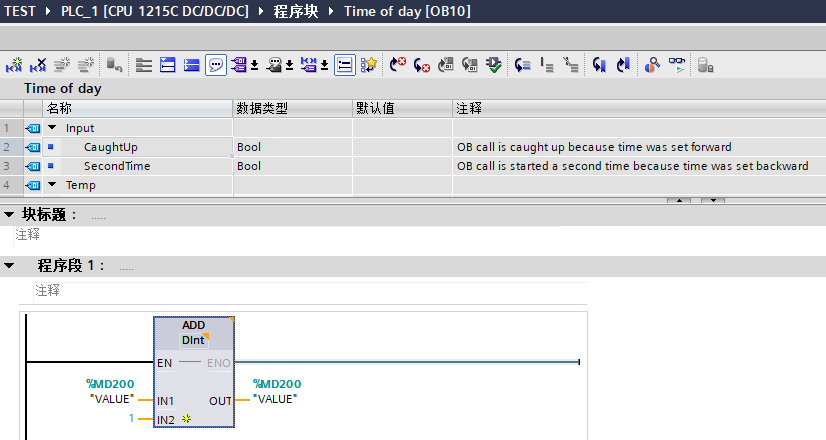 TEST PLC_1 [CPU 1215C DC/DC/DC] 程序块 Time of day [OB10]
Time of day
名称 数据类型 默认值 注释
1 Input
2 CaughtUp Bool OB call is caught up because time was set forward
3 SecondTime Bool OB call is started a second time because time was set backward
4 Temp
块标题： .....
注释
程序段 1： .....
注释
ADD
DInt
EN ENO
%MD200 %MD200
"VALUE" IN1 OUT "VALUE"
1 IN2